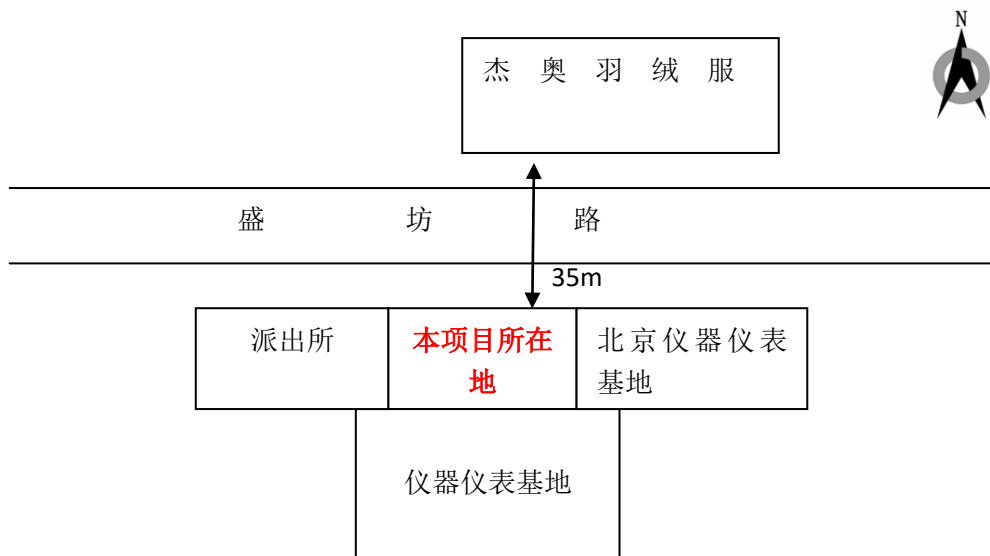 N
杰奥羽绒服
盛坊路
35m
派出所
本项目所在
地
北京仪器仪表
基地
仪器仪表基地